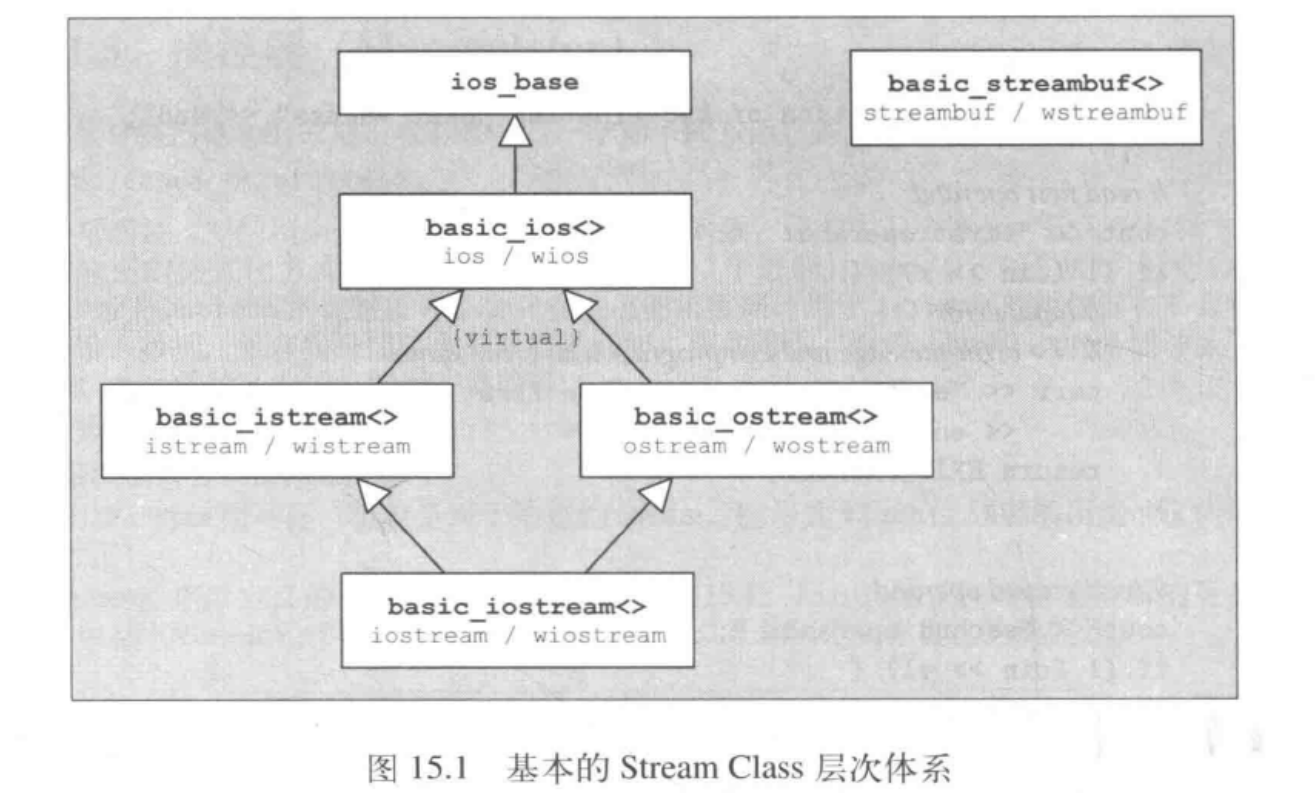 ios_base
basic_streambuf<>
streambuf / wstreambuf
basic_ios<>
ios / wios
{virtual}
basic_istream<>
istream / wistream
basic_ostream<>
ostream / wostream
basic_iostream<>
iostream / wiostream
图 15.1 基本的 Stream Class 层次体系